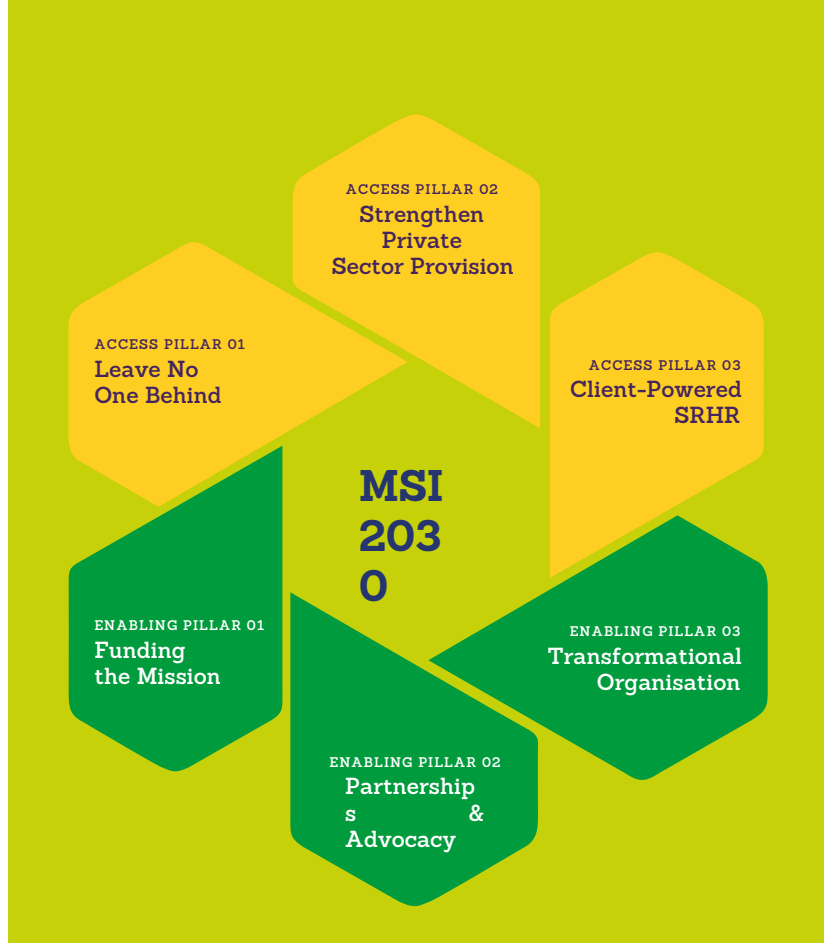 ACCESS PILLAR 02
Strengthen
Private
Sector Provision
ACCESS PILLAR 01
Leave No
One Behind
ACCESS PILLAR 03
Client-Powered
SRHR
MSI
203
0
ENABLING PILLAR 01
Funding
the Mission
ENABLING PILLAR 03
Transformational
Organisation
ENABLING PILLAR 02
Partnership
s &
Advocacy